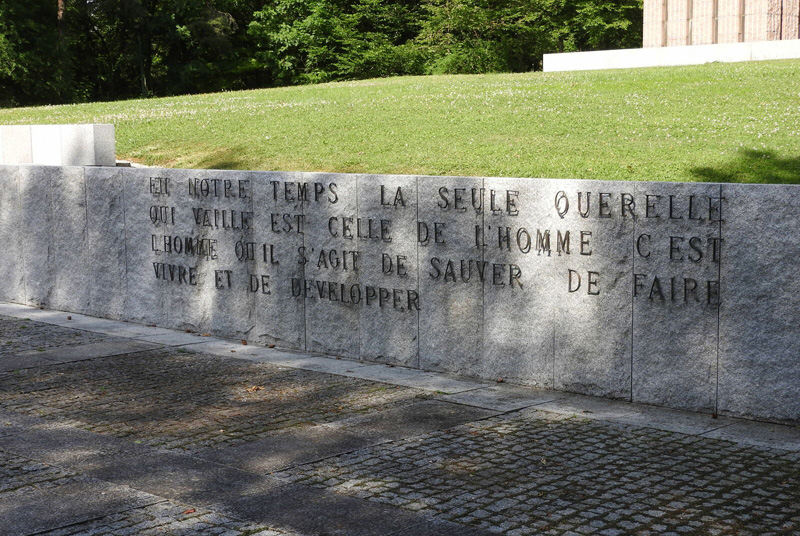 EN NOTRE TEMPS LA SEULE QUERELLE
QUI VAILLE EST CELLE DE L'HOMME C'EST
L'HOMME QU'IL S'AGIT DE SAUVER DE FAIRE
VIVRE ET DE DEVELOPPER